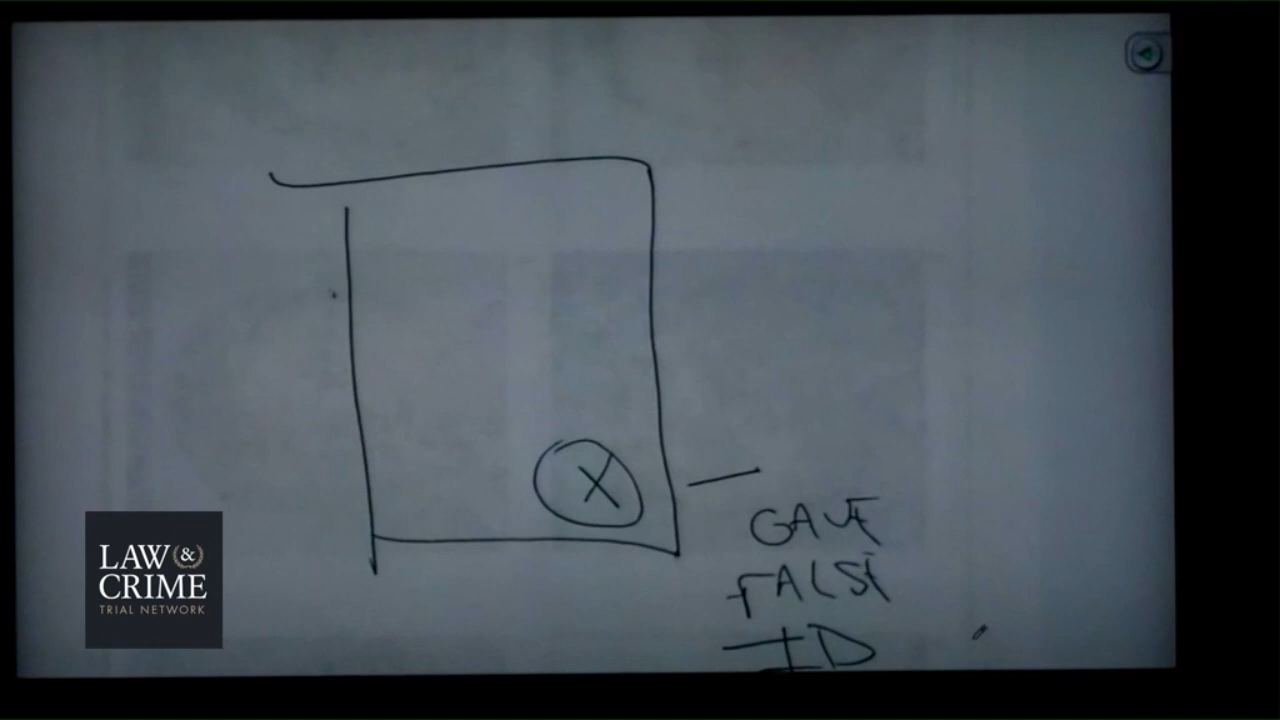 X
GAVE
FALSE
ID
LAW &
CRIME
TRIAL NETWORK